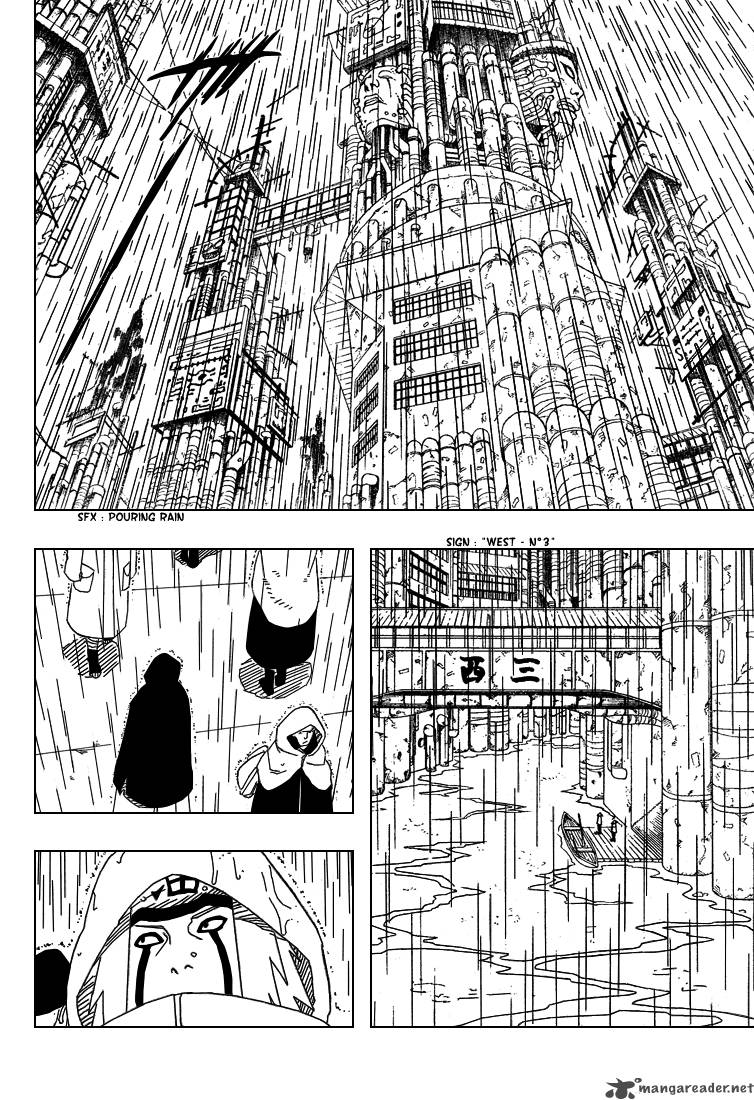 SFX : POURING RAIN
SIGN : "WEST - N°3"
西三
mangareader.net